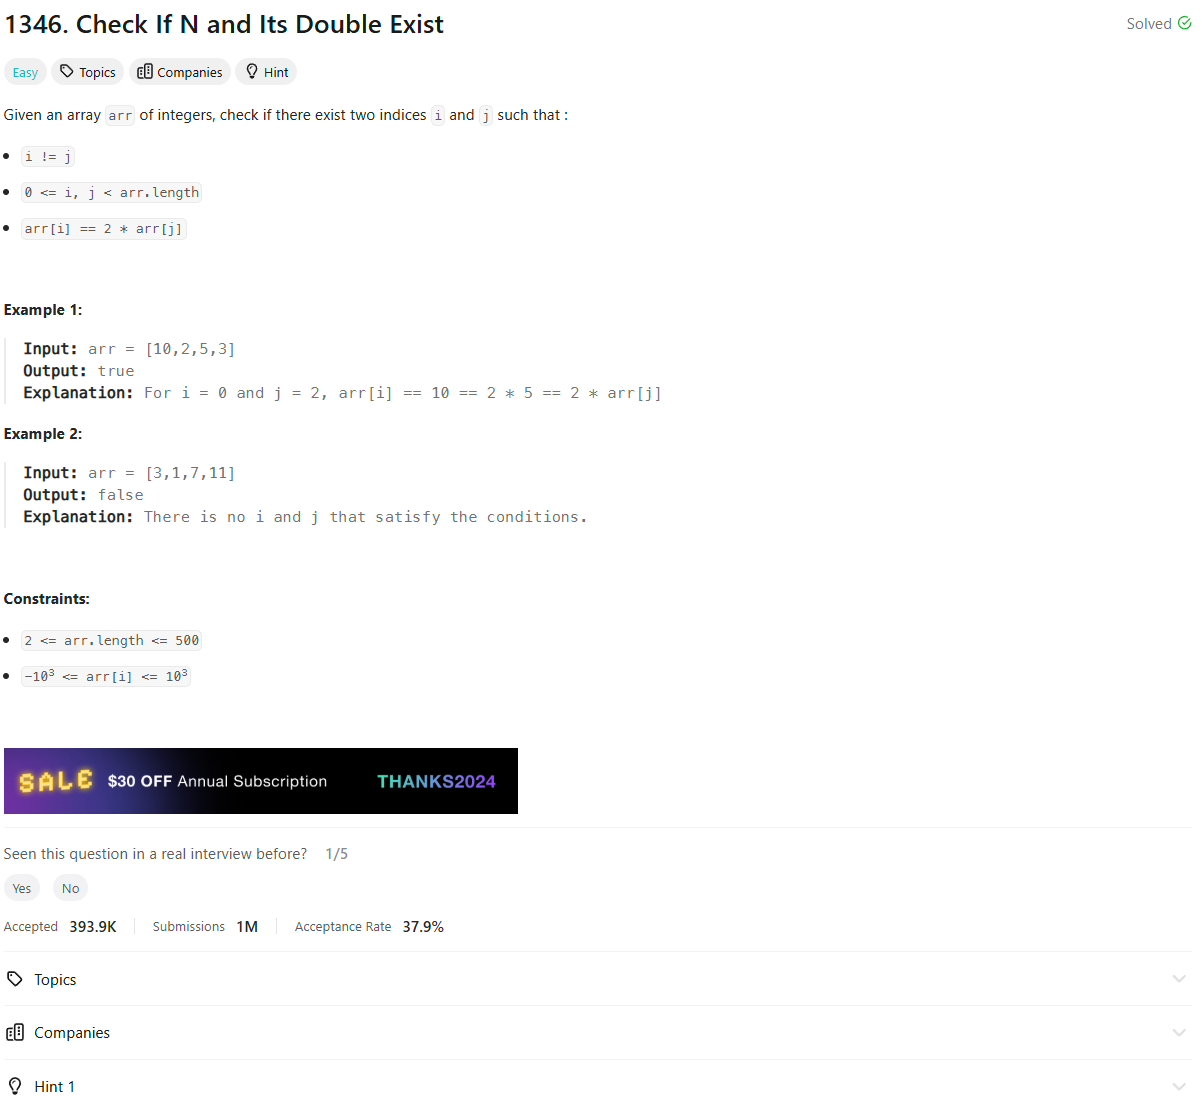 1346. Check If N and Its Double Exist
Solved
Easy Topics Companies Hint
Given an array arr of integers, check if there exist two indices i and j such that :
i != j
0 <= i, j < arr.length
arr[i] == 2 * arr[j]
Example 1:
Input: arr = [10,2,5,3]
Output: true
Explanation: For i = 0 and j = 2, arr[i] == 10 == 2 * 5 == 2 * arr[j]
Example 2:
Input: arr = [3,1,7,11]
Output: false
Explanation: There is no i and j that satisfy the conditions.
Constraints:
2 <= arr.length <= 500
-10³ <= arr[i] <= 10³
SALE $30 OFF Annual Subscription THANKS2024
Seen this question in a real interview before? 1/5
Yes No
Accepted 393.9K Submissions 1M Acceptance Rate 37.9%
Topics
Companies
Hint 1